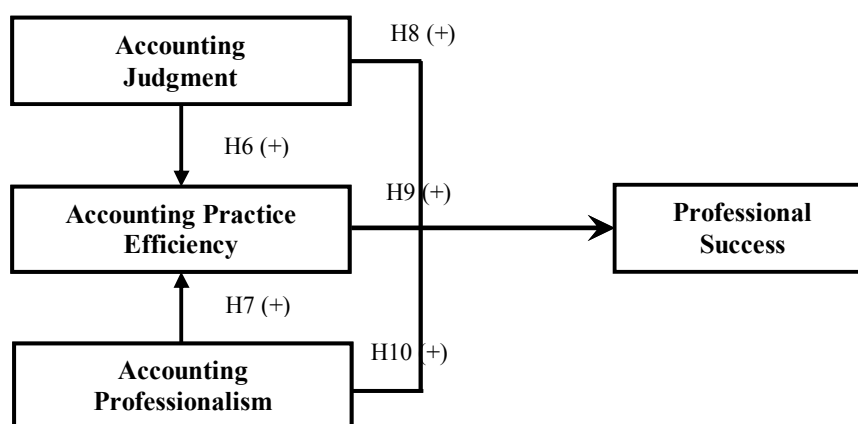 H8 (+)
Accounting
Judgment
H6 (+)
H9 (+)
Accounting Practice
Efficiency
Professional
Success
H7 (+)
H10 (+)
Accounting
Professionalism